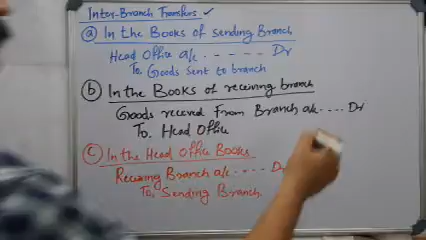 Inter-Branch Transfers ✓
(a) In the Books of sending Branch
Head Office a/c - - - - - Dr
To Goods sent to branch
(b) In the Books of receiving branch
Goods received From Branch a/c .... Dr
To Head Office
(c) In the Head Office Books
Receiving Branch a/c .... Dr
To, Sending Branch.